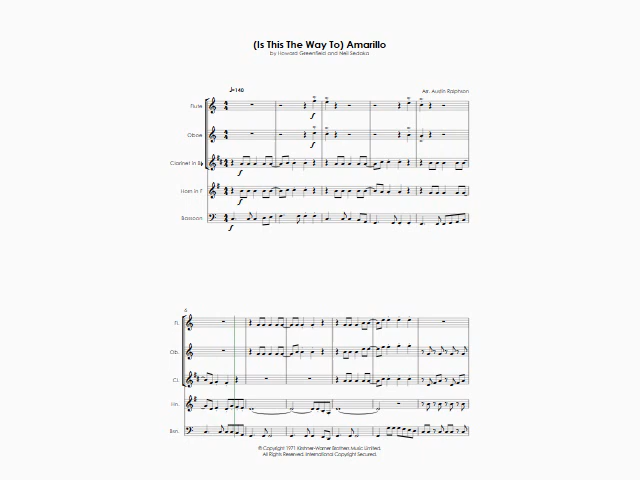 (Is This The Way To) Amarillo
by Howard Greenfield and Neil Sedaka
♩=140
Arr. Austin Ralphson
Flute
f
Oboe
f
Clarinet in B♭
f
Horn in F
f
Bassoon
f
6
Fl.
Ob.
Cl.
Hn.
Bsn.
© Copyright 1971 Kirshner-Warner Brothers Music Limited.
All Rights Reserved. International Copyright Secured.